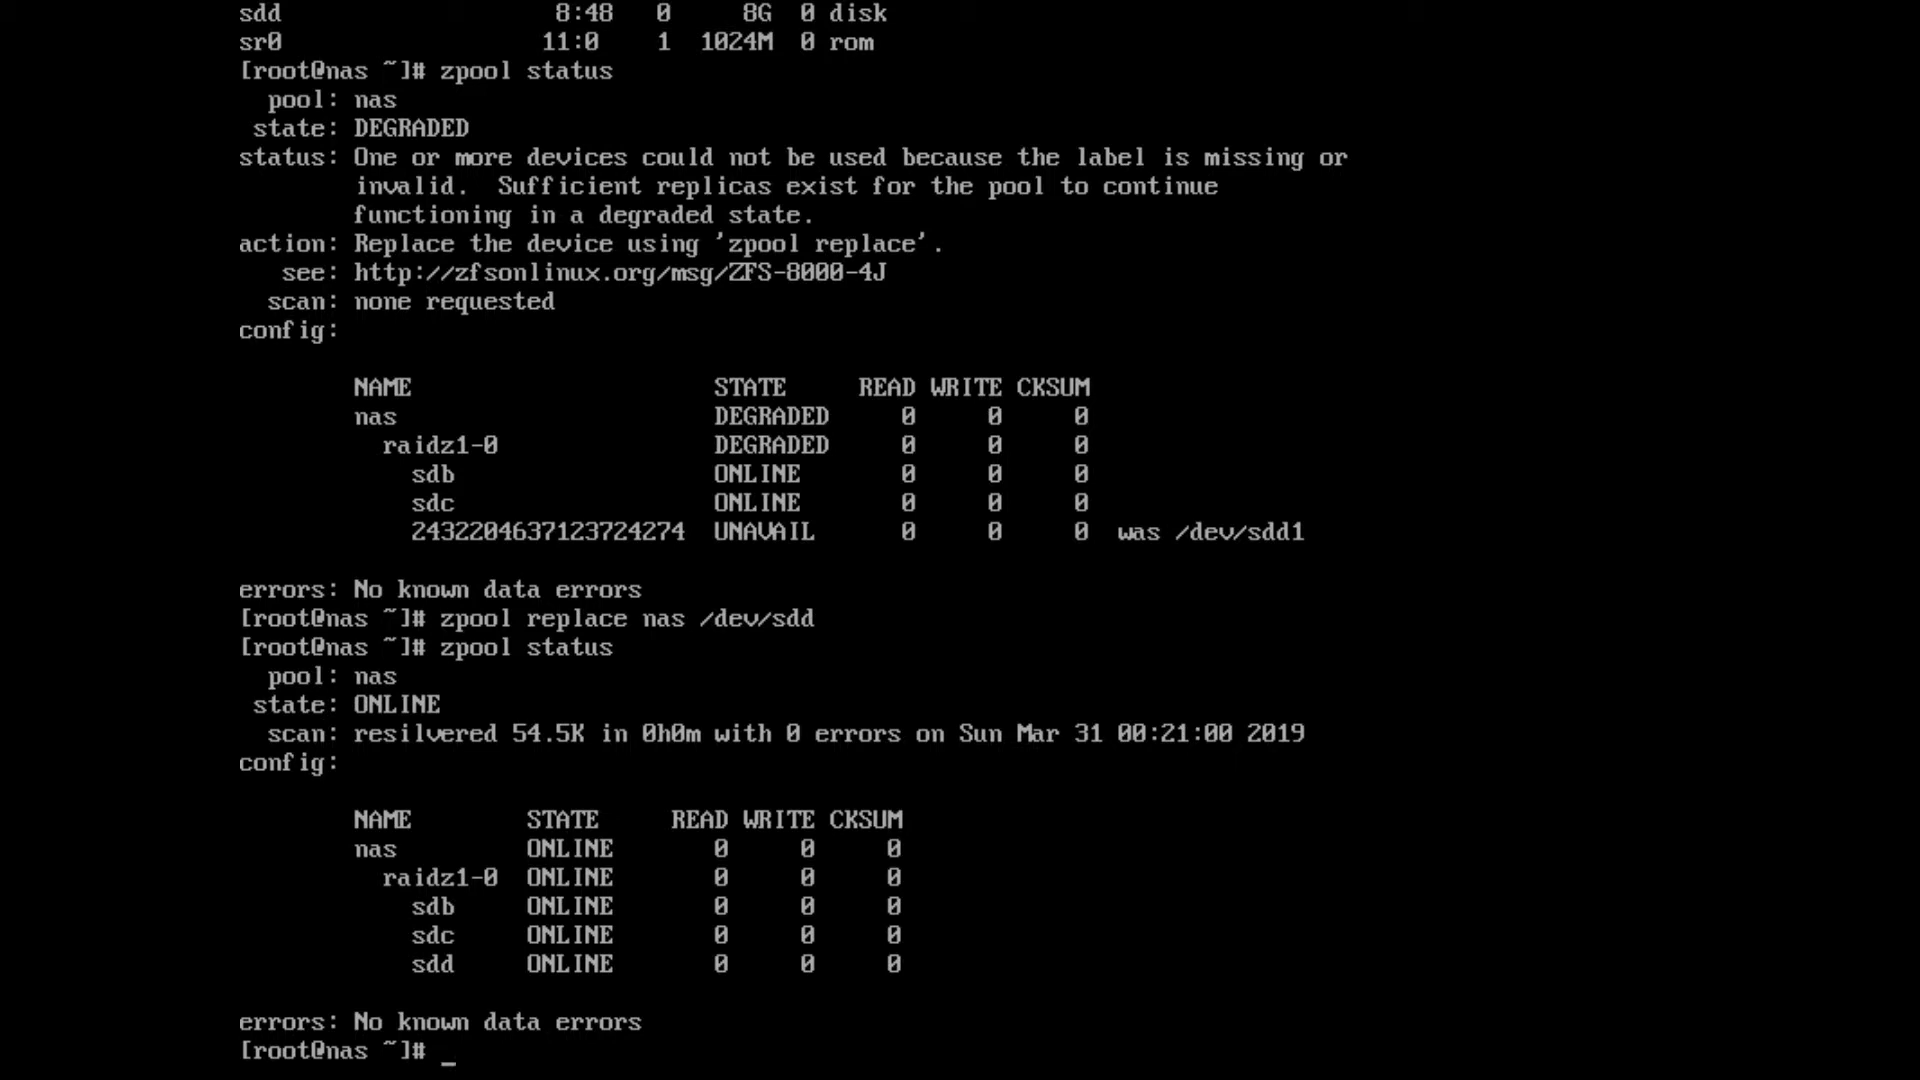 sdd 8:48 0 8G 0 disk
sr0 11:0 1 1024M 0 rom
[root@nas ~]# zpool status
pool: nas
state: DEGRADED
status: One or more devices could not be used because the label is missing or
invalid. Sufficient replicas exist for the pool to continue
functioning in a degraded state.
action: Replace the device using 'zpool replace'.
see: http://zfsonlinux.org/msg/ZFS-8000-4J
scan: none requested
config:
NAME STATE READ WRITE CKSUM
nas DEGRADED 0 0 0
raidz1-0 DEGRADED 0 0 0
sdb ONLINE 0 0 0
sdc ONLINE 0 0 0
2432204637123724274 UNAVAIL 0 0 0 was /dev/sdd1
errors: No known data errors
[root@nas ~]# zpool replace nas /dev/sdd
[root@nas ~]# zpool status
pool: nas
state: ONLINE
scan: resilvered 54.5K in 0h0m with 0 errors on Sun Mar 31 00:21:00 2019
config:
NAME STATE READ WRITE CKSUM
nas ONLINE 0 0 0
raidz1-0 ONLINE 0 0 0
sdb ONLINE 0 0 0
sdc ONLINE 0 0 0
sdd ONLINE 0 0 0
errors: No known data errors
[root@nas ~]# _